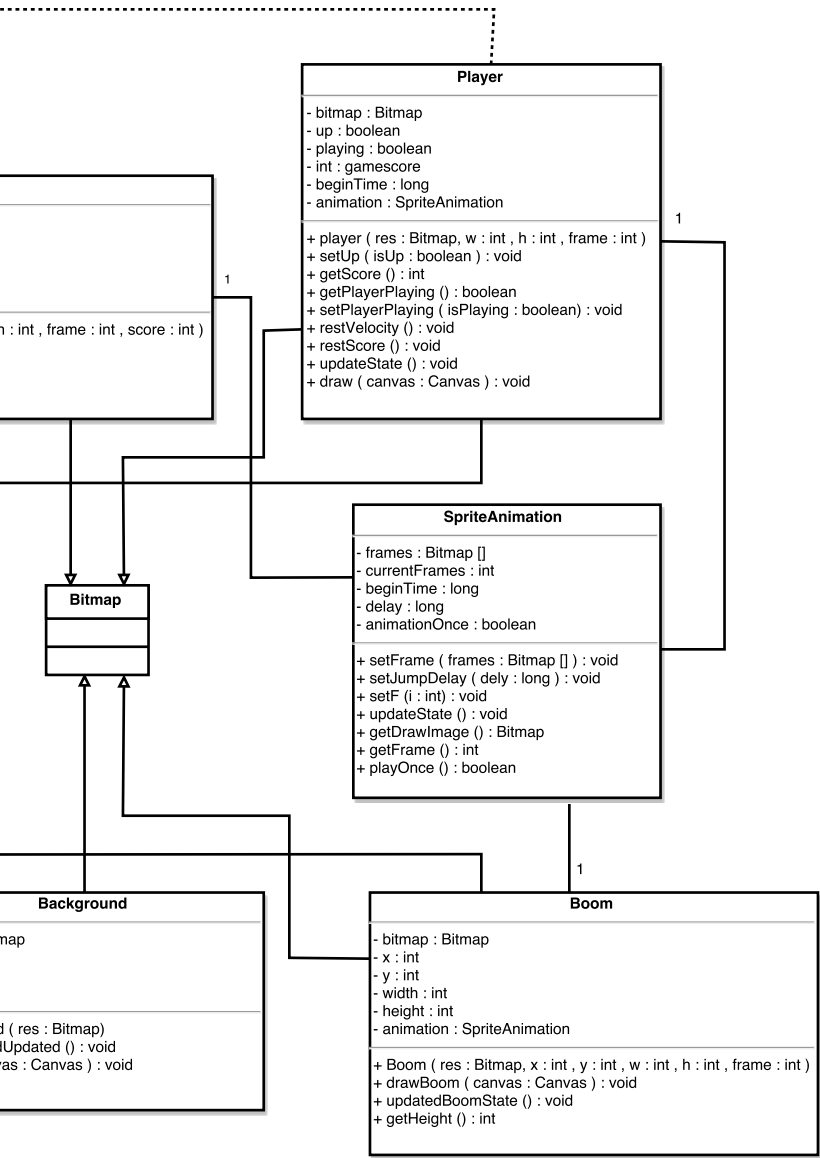 Player
- bitmap : Bitmap
- up : boolean
- playing : boolean
- int : gamescore
- beginTime : long
- animation : SpriteAnimation
+ player ( res : Bitmap, w : int , h : int , frame : int )
+ setUp ( isUp : boolean ) : void
+ getScore () : int
+ getPlayerPlaying () : boolean
+ setPlayerPlaying ( isPlaying : boolean) : void
+ restVelocity () : void
+ restScore () : void
+ updateState () : void
+ draw ( canvas : Canvas ) : void
1
1
: int , frame : int , score : int )
SpriteAnimation
- frames : Bitmap []
- currentFrames : int
- beginTime : long
- delay : long
- animationOnce : boolean
+ setFrame ( frames : Bitmap [] ) : void
+ setJumpDelay ( dely : long ) : void
+ setF (i : int) : void
+ updateState () : void
+ getDrawImage () : Bitmap
+ getFrame () : int
+ playOnce () : boolean
Bitmap
1
Background
map
d ( res : Bitmap)
dUpdated () : void
vas : Canvas ) : void
Boom
- bitmap : Bitmap
- x : int
- y : int
- width : int
- height : int
- animation : SpriteAnimation
+ Boom ( res : Bitmap, x : int , y : int , w : int , h : int , frame : int )
+ drawBoom ( canvas : Canvas ) : void
+ updatedBoomState () : void
+ getHeight () : int